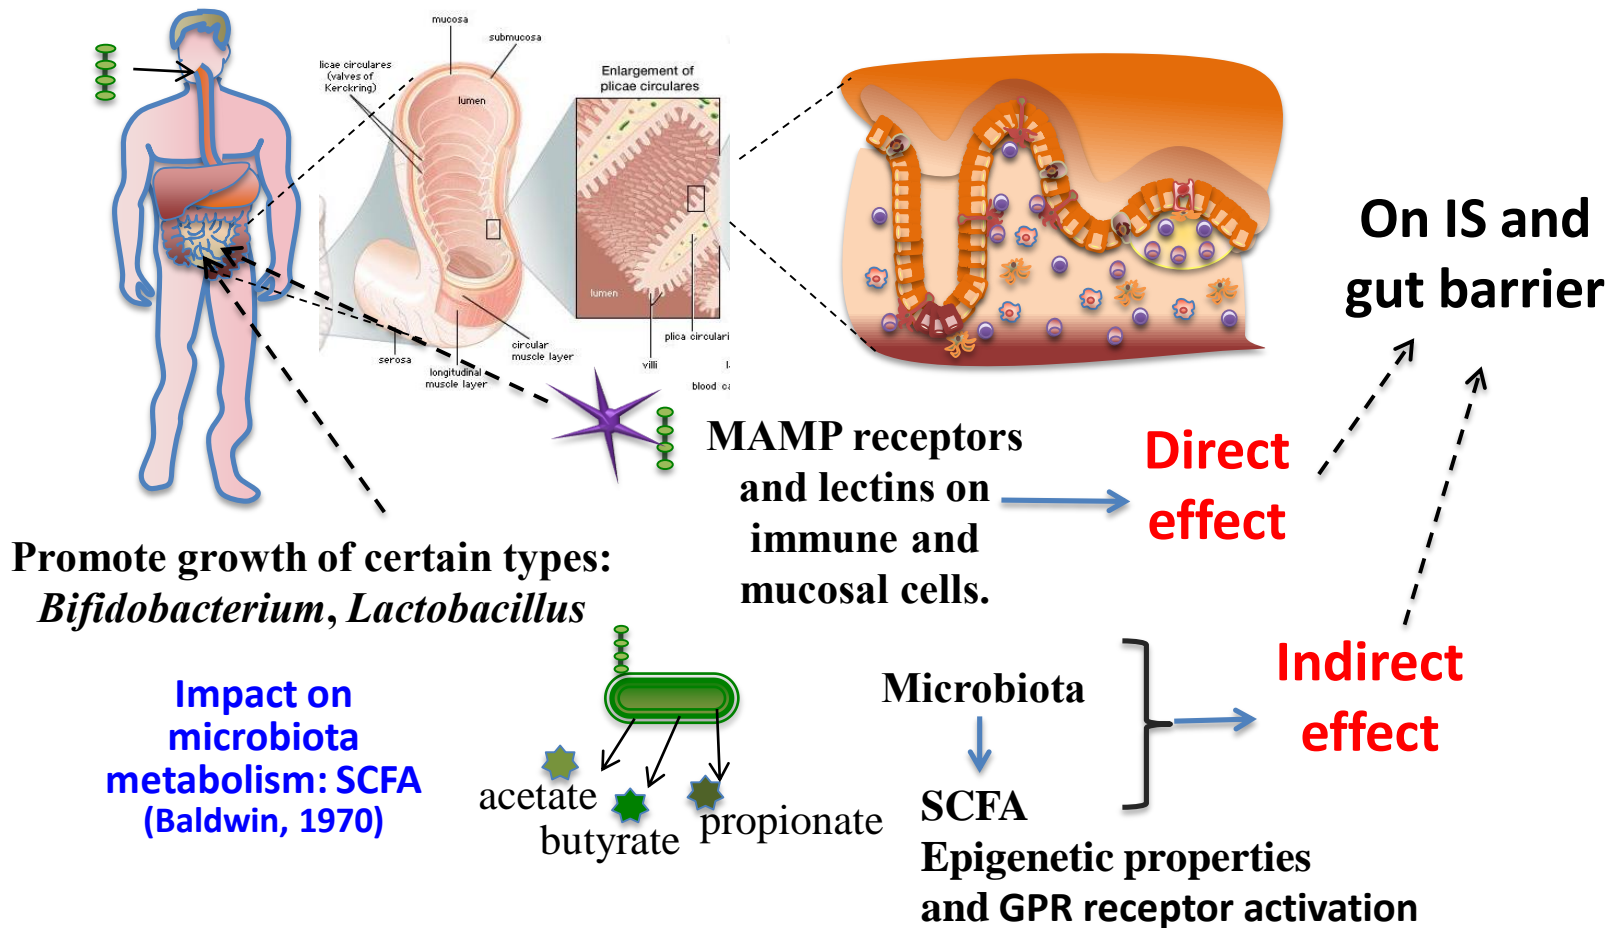 mucosa
submucosa
licae circulares
(valves of
Kerckring)
lumen
Enlargement of
plicae circulares
lumen
plica circulari
villi
l
blood ca
circular
muscle layer
serosa
longitudinal
muscle layer
On IS and
gut barrier
MAMP receptors
and lectins on
immune and
mucosal cells.
Direct
effect
Promote growth of certain types:
Bifidobacterium, Lactobacillus
Impact on
microbiota
metabolism: SCFA
(Baldwin, 1970)
acetate
butyrate
propionate
Microbiota
SCFA
Epigenetic properties
and GPR receptor activation
Indirect
effect